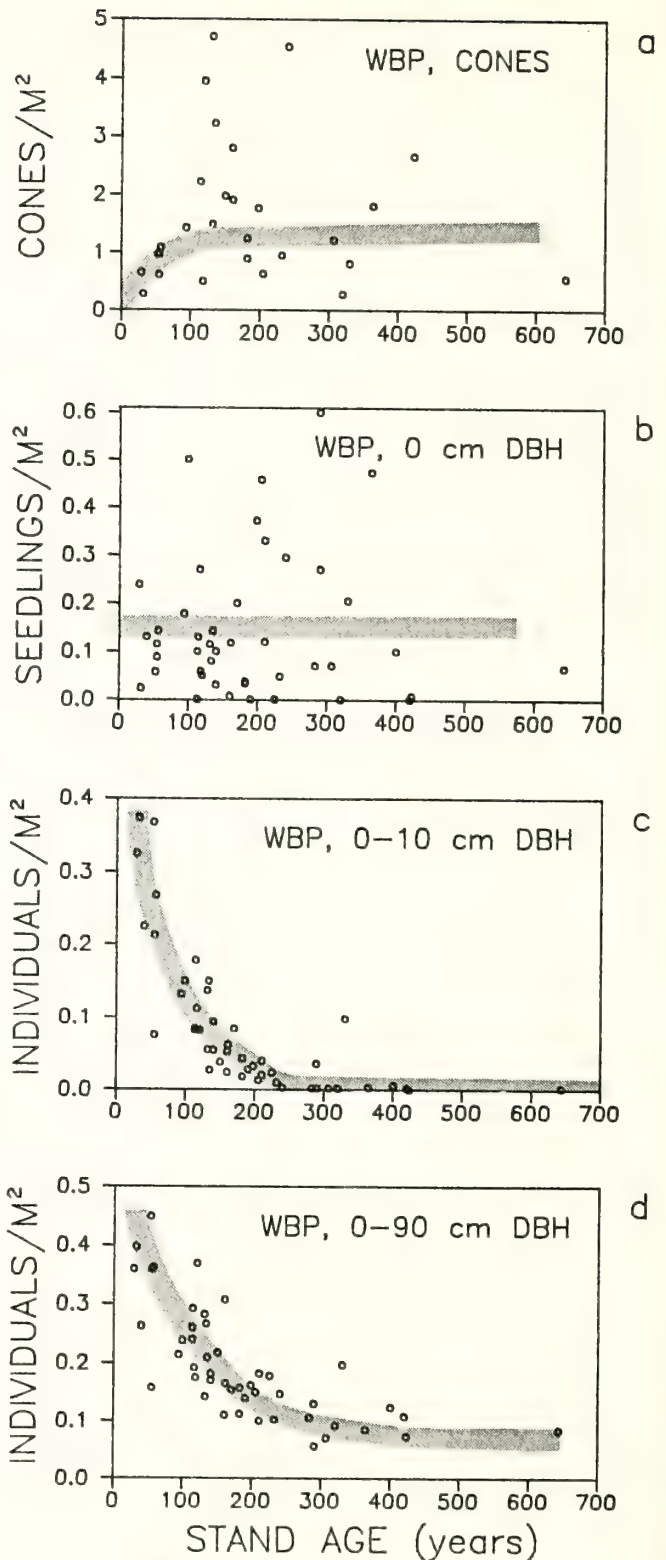 a
WBP, CONES
CONES/M²
5
4
3
2
1
0
0 100 200 300 400 500 600 700
b
WBP, 0 cm DBH
SEEDLINGS/M²
0.6
0.5
0.4
0.3
0.2
0.1
0.0
0 100 200 300 400 500 600 700
c
WBP, 0-10 cm DBH
INDIVIDUALS/M²
0.4
0.3
0.2
0.1
0.0
0 100 200 300 400 500 600 700
d
WBP, 0-90 cm DBH
INDIVIDUALS/M²
0.5
0.4
0.3
0.2
0.1
0.0
0 100 200 300 400 500 600 700
STAND AGE (years)